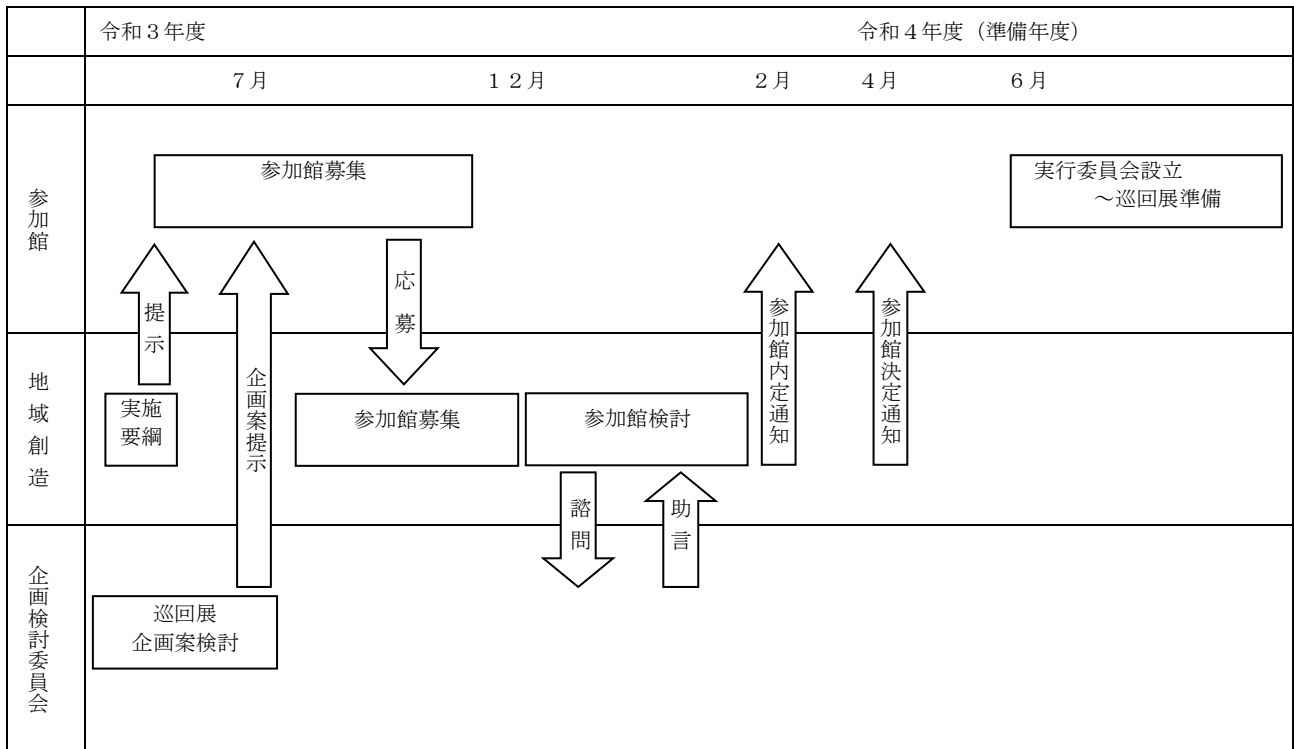 令和３年度
令和４年度（準備年度）
７月
１２月
２月
４月
６月
参加館
参加館募集
実行委員会設立
～巡回展準備
提示
応募
参加館内定通知
参加館決定通知
地域創造
実施
要綱
企画案提示
参加館募集
参加館検討
諮問
助言
企画検討委員会
巡回展
企画案検討